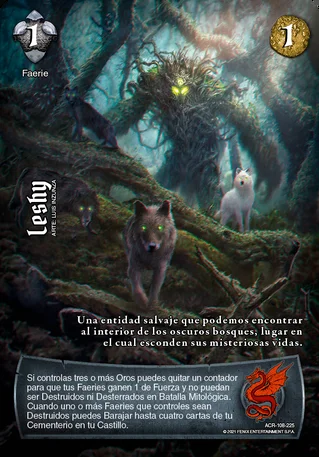 1
1
Faerie
Leshy
ARTE: LUIS INZUNZA
Una entidad salvaje que podemos encontrar
al interior de los oscuros bosques, lugar en
el cual esconden sus misteriosas vidas.
Si controlas tres o más Oros puedes quitar un contador
para que tus Faeries ganen 1 de Fuerza y no puedan
ser Destruidos ni Desterrados en Batalla Mitológica.
Cuando uno o más Faeries que controles sean
Destruidos puedes Barajar hasta cuatro cartas de tu
Cementerio en tu Castillo.
ACR-108-225
© 2021 FENIX ENTERTAINMENT S.P.A.